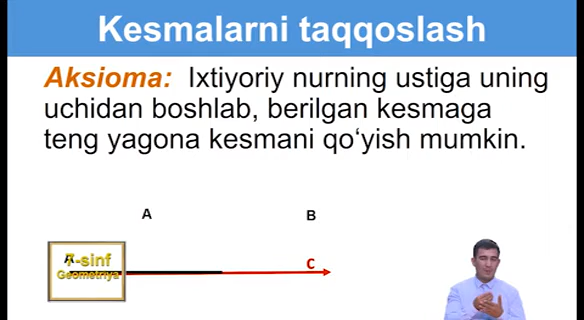 Kesmalarni taqqoslash
Aksioma: Ixtiyoriy nurning ustiga uning
uchidan boshlab, berilgan kesmaga
teng yagona kesmani qo‘yish mumkin.
A B
C
7-sinf
Geometriya